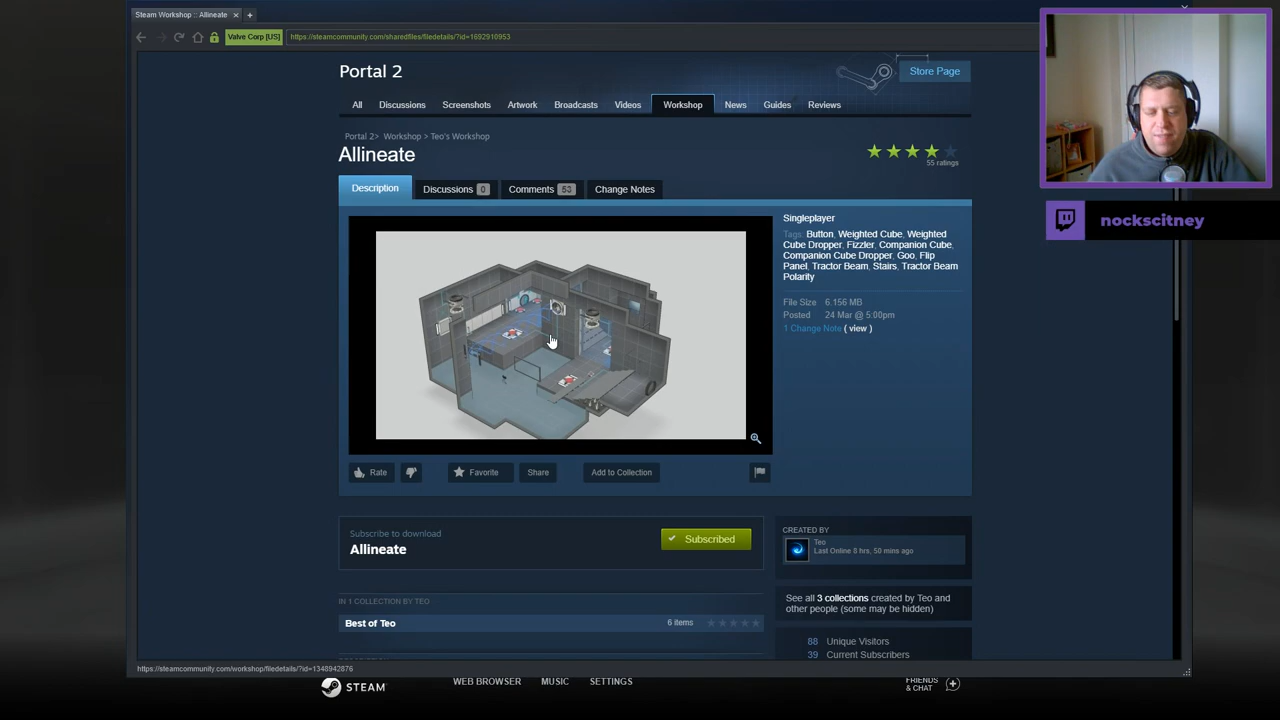 Steam Workshop :: Allineate
Valve Corp [US]
https://steamcommunity.com/sharedfiles/filedetails/?id=1692910953
Portal 2
Store Page
All Discussions Screenshots Artwork Broadcasts Videos Workshop News Guides Reviews
Portal 2> Workshop > Teo's Workshop
Allineate
55 ratings
Description Discussions 0 Comments 53 Change Notes
Singleplayer
Tags: Button, Weighted Cube, Weighted
Cube Dropper, Fizzler, Companion Cube,
Companion Cube Dropper, Goo, Flip
Panel, Tractor Beam, Stairs, Tractor Beam
Polarity
File Size 6.156 MB
Posted 24 Mar @ 5:00pm
1 Change Note ( view )
Rate Favorite Share Add to Collection
Subscribe to download
Allineate
Subscribed
CREATED BY
Teo
Last Online 8 hrs, 50 mins ago
See all 3 collections created by Teo and
other people (some may be hidden)
IN 1 COLLECTION BY TEO
Best of Teo 6 items
88 Unique Visitors
39 Current Subscribers
https://steamcommunity.com/workshop/filedetails/?id=1348942876
STEAM
WEB BROWSER MUSIC SETTINGS
FRIENDS
& CHAT
nockscitney